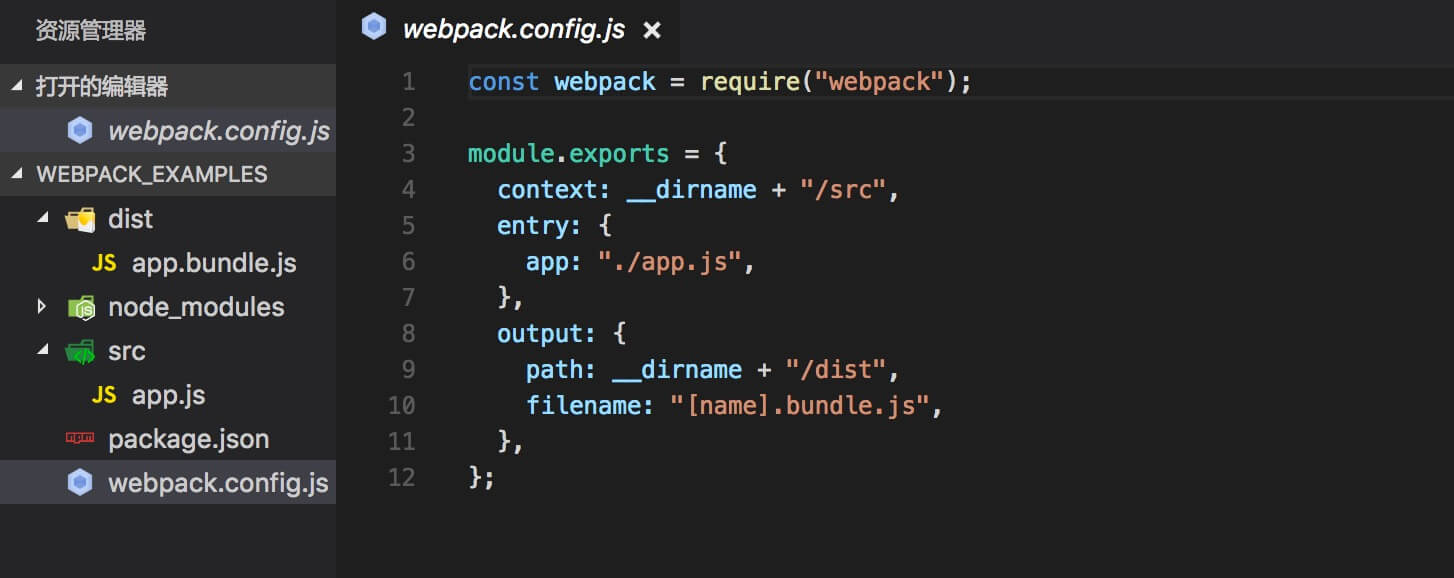 资源管理器
打开的编辑器
webpack.config.js
WEBPACK_EXAMPLES
dist
JS app.bundle.js
node_modules
src
JS app.js
npm package.json
webpack.config.js
webpack.config.js ×
1 const webpack = require("webpack");
2
3 module.exports = {
4   context: __dirname + "/src",
5   entry: {
6     app: "./app.js",
7   },
8   output: {
9     path: __dirname + "/dist",
10     filename: "[name].bundle.js",
11   },
12 };